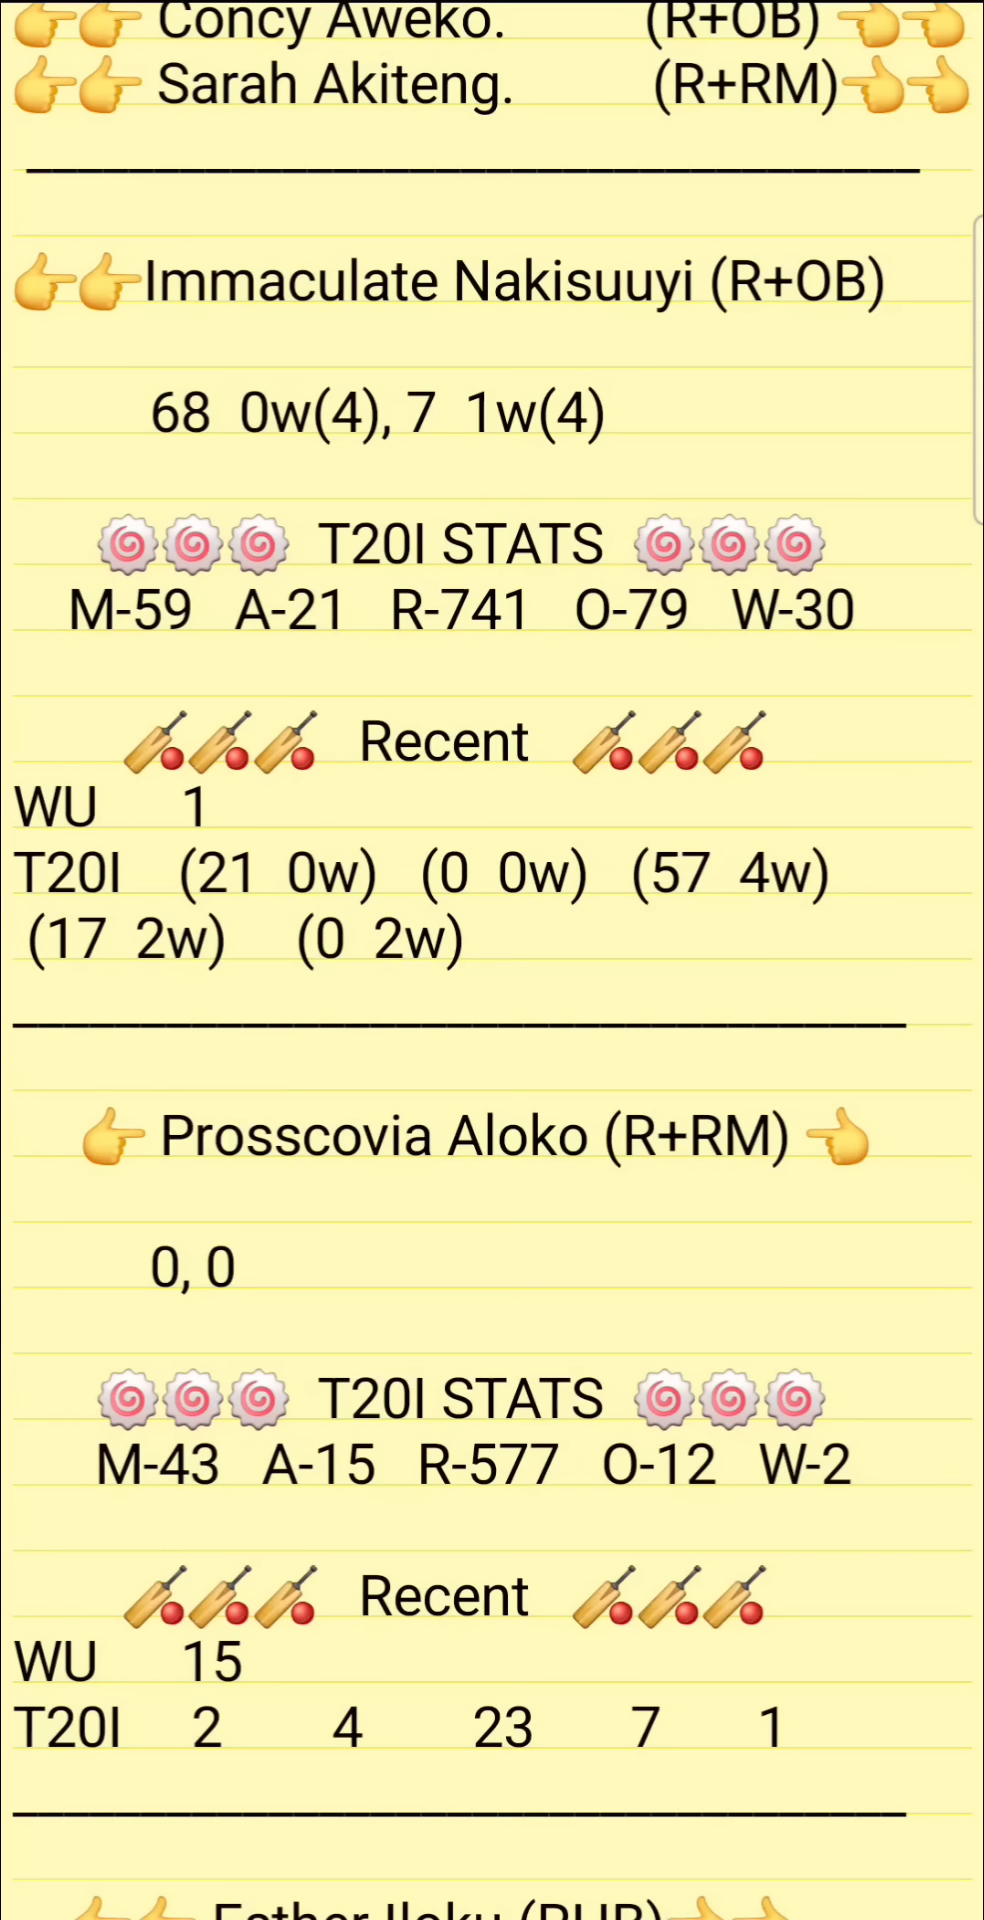 👉👉 Concy Aweko. (R+OB) 👈👈
👉👉 Sarah Akiteng. (R+RM)👈👈
👉👉Immaculate Nakisuuyi (R+OB)
68 0w(4), 7 1w(4)
🍥🍥🍥 T20I STATS 🍥🍥🍥
M-59 A-21 R-741 O-79 W-30
🏏🏏🏏 Recent 🏏🏏🏏
WU 1
T20I (21 0w) (0 0w) (57 4w)
(17 2w) (0 2w)
👉 Prosscovia Aloko (R+RM) 👈
0, 0
🍥🍥🍥 T20I STATS 🍥🍥🍥
M-43 A-15 R-577 O-12 W-2
🏏🏏🏏 Recent 🏏🏏🏏
WU 15
T20I 2 4 23 7 1
👉👉 Esther Iloku (RHB)👈👈